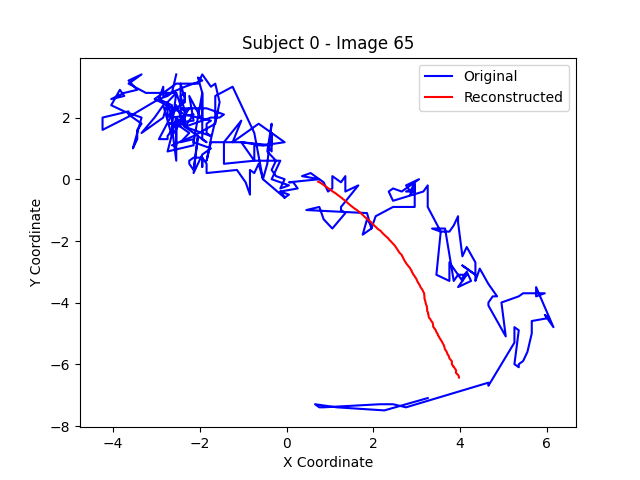 Subject 0 - Image 65
Original
Reconstructed
Y Coordinate
2
0
−2
−4
−6
−8
−4
−2
0
2
4
6
X Coordinate